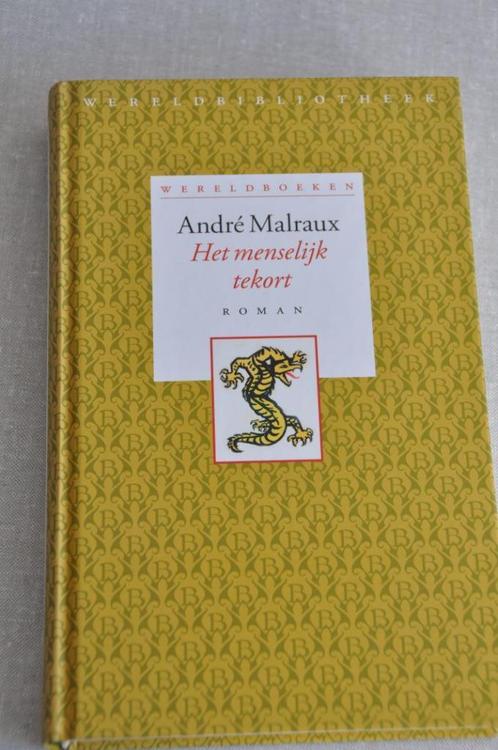 WERELDBIBLIOTHEEK
WERELDBOEKEN
André Malraux
Het menselijk
tekort
ROMAN